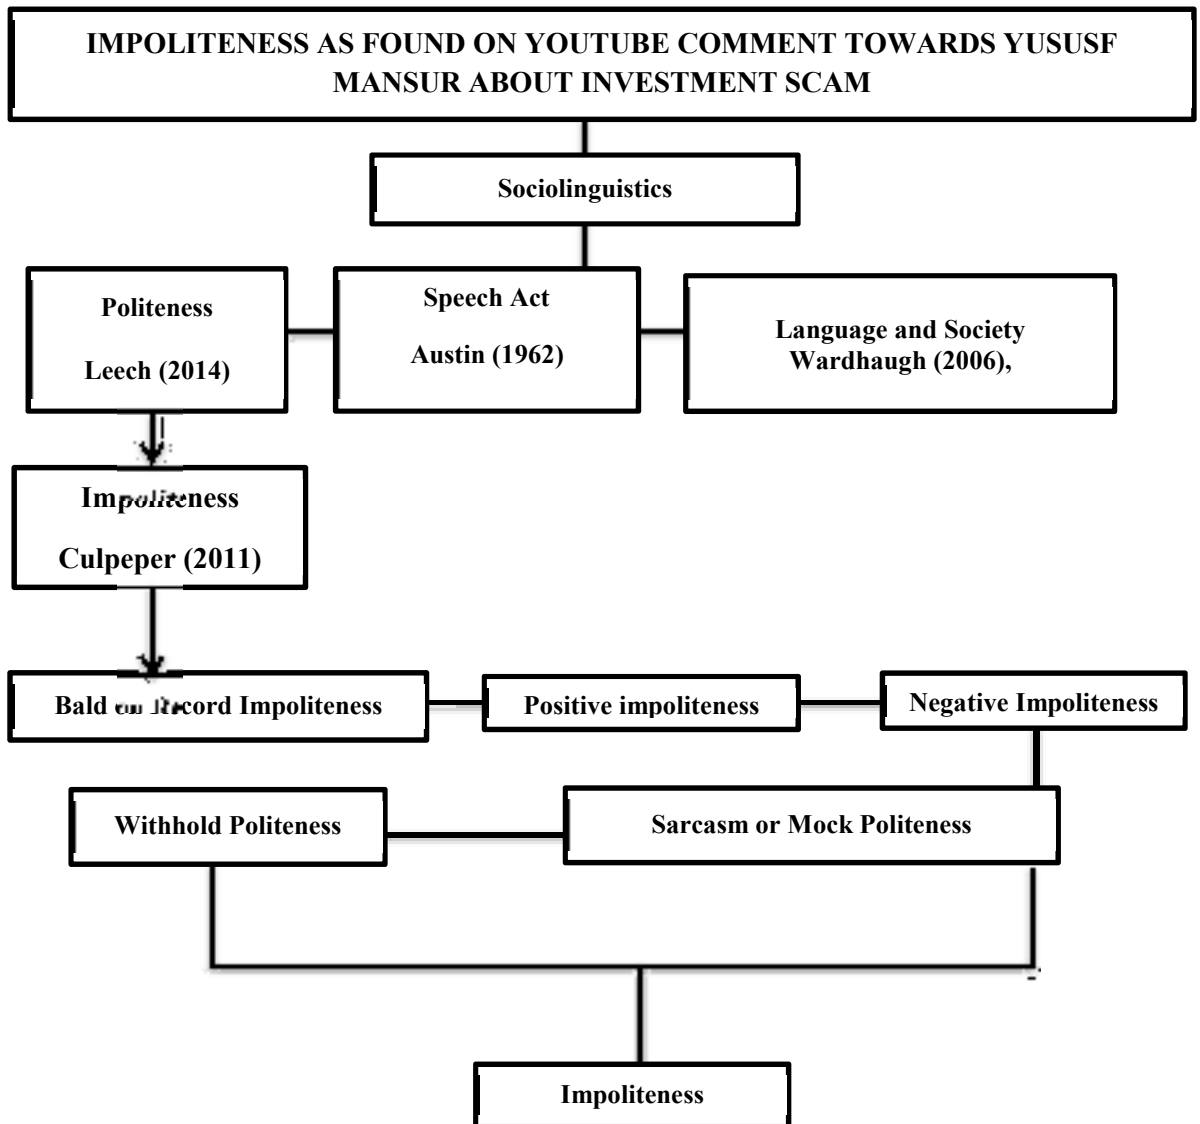 IMPOLITENESS AS FOUND ON YOUTUBE COMMENT TOWARDS YUSUSF
MANSUR ABOUT INVESTMENT SCAM
Sociolinguistics
Politeness
Leech (2014)
Speech Act
Austin (1962)
Language and Society
Wardhaugh (2006),
Impoliteness
Culpeper (2011)
Bald on Record Impoliteness
Positive impoliteness
Negative Impoliteness
Withhold Politeness
Sarcasm or Mock Politeness
Impoliteness